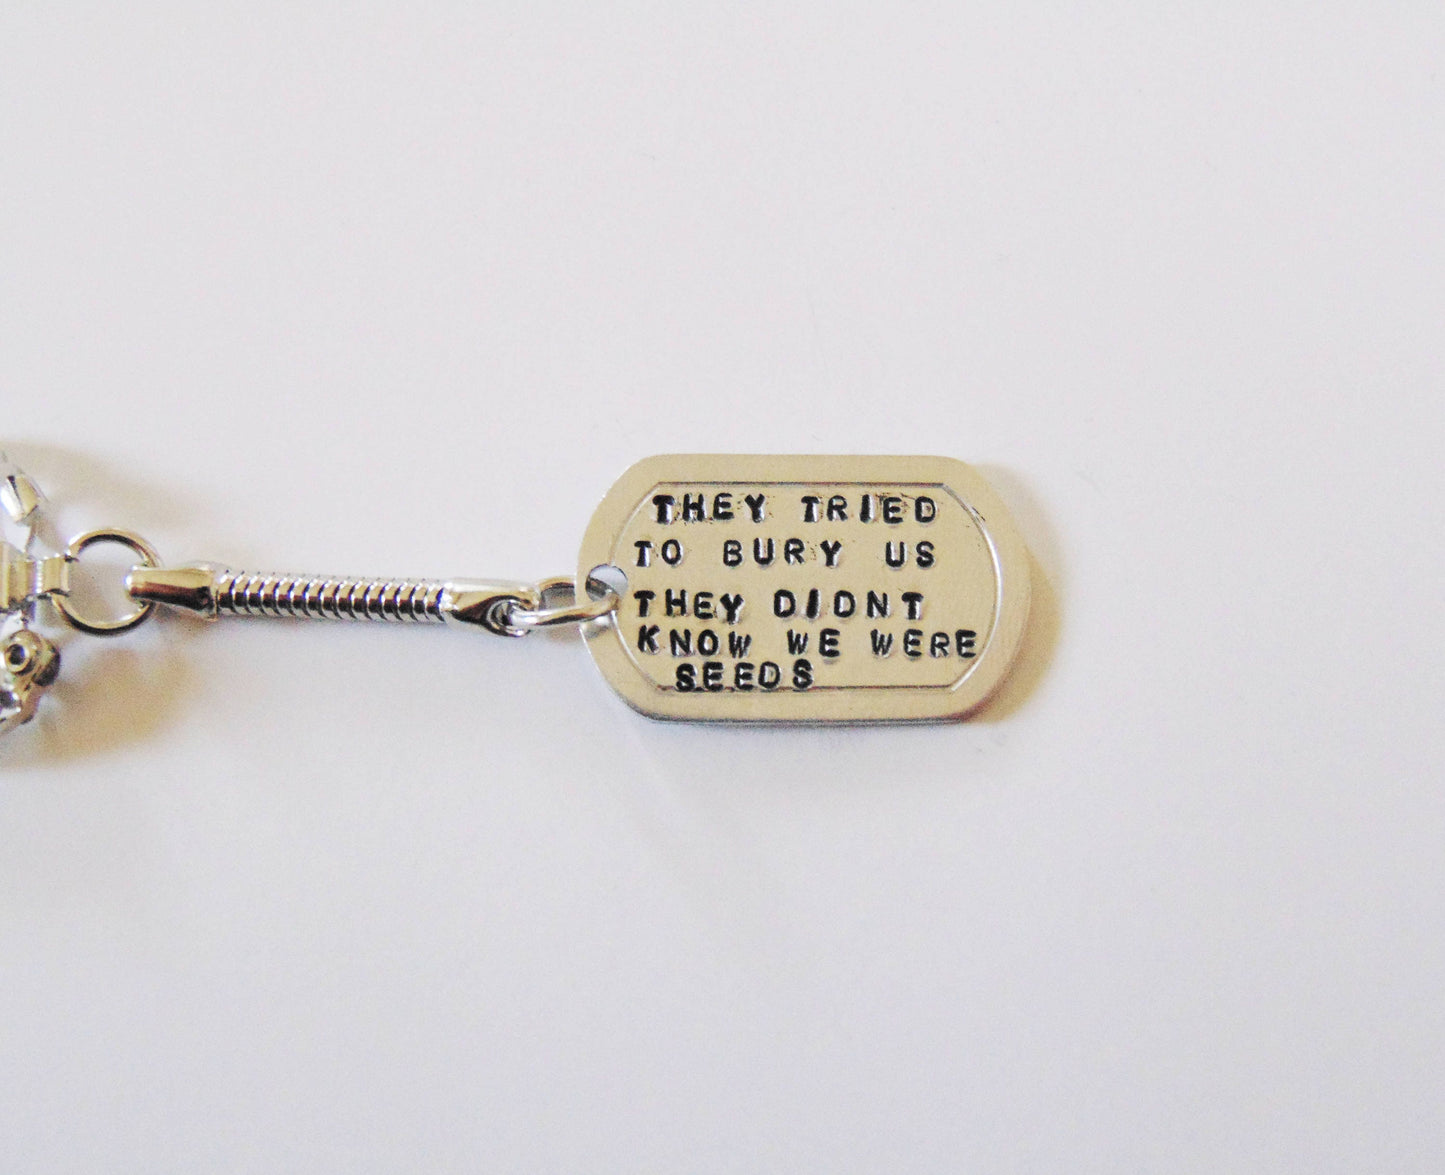 THEY TRIED
TO BURY US
THEY DIDNT
KNOW WE WERE
SEEDS